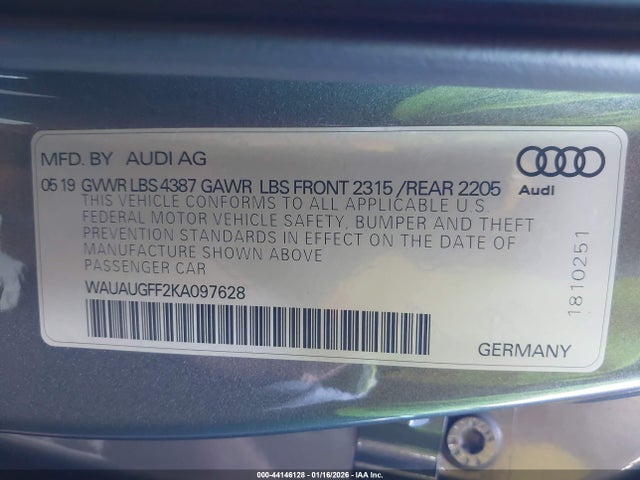 MFD. BY AUDI AG
05 19 GVWR LBS 4387 GAWR LBS FRONT 2315 /REAR 2205
Audi
THIS VEHICLE CONFORMS TO ALL APPLICABLE U.S
FEDERAL MOTOR VEHICLE SAFETY, BUMPER AND THEFT
PREVENTION STANDARDS IN EFFECT ON THE DATE OF
MANUFACTURE SHOWN ABOVE
PASSENGER CAR
WAUAUGFF2KA097628
1810251
GERMANY
000-44146128 - 01/16/2026 - IAA Inc.